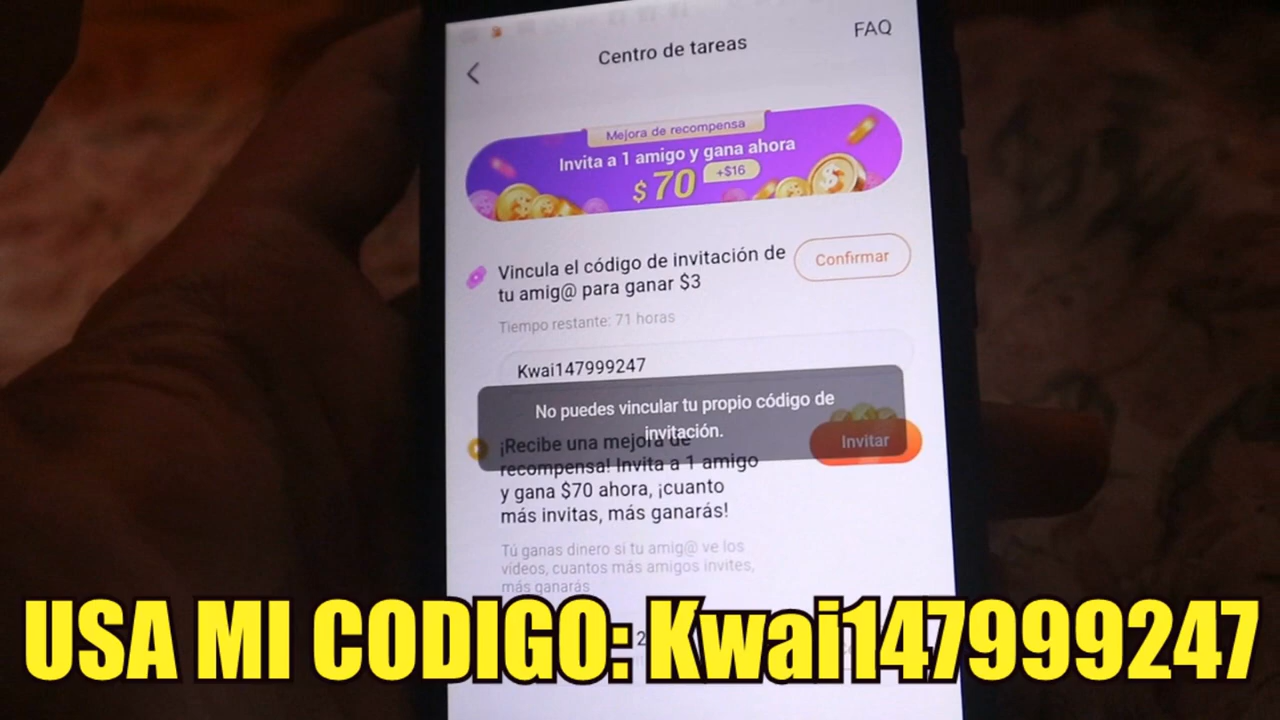 FAQ
Centro de tareas
Mejora de recompensa
Invita a 1 amigo y gana ahora
$70 +$16
Vincula el código de invitación de
tu amig@ para ganar $3
Confirmar
Tiempo restante: 71 horas
Kwai147999247
No puedes vincular tu propio código de
invitación.
¡Recibe una mejora de
recompensa! Invita a 1 amigo
y gana $70 ahora, ¡cuanto
más invitas, más ganarás!
Invitar
Tú ganas dinero si tu amig@ ve los
vídeos, cuantos más amigos invites,
más ganarás
USA MI CODIGO: Kwai147999247